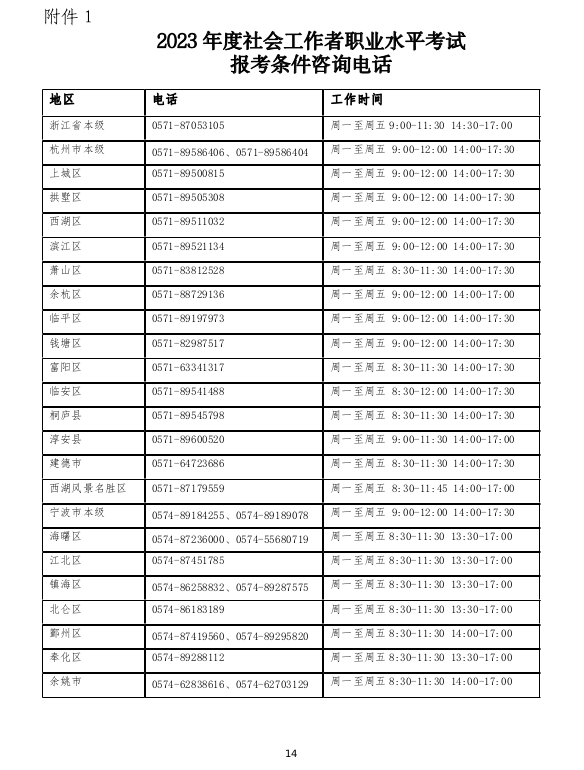 附件 1
2023 年度社会工作者职业水平考试
报考条件咨询电话
地区 电话 工作时间
浙江省本级 0571-87053105 周一至周五 9:00-11:30 14:30-17:00
杭州市本级 0571-89586406、0571-89586404 周一至周五 9:00-12:00 14:00-17:30
上城区 0571-89500815 周一至周五 9:00-12:00 14:00-17:30
拱墅区 0571-89505308 周一至周五 9:00-12:00 14:00-17:30
西湖区 0571-89511032 周一至周五 9:00-12:00 14:00-17:30
滨江区 0571-89521134 周一至周五 9:00-12:00 14:00-17:30
萧山区 0571-83812528 周一至周五 8:30-11:30 14:00-17:30
余杭区 0571-88729136 周一至周五 9:00-12:00 14:00-17:00
临平区 0571-89197973 周一至周五 9:00-12:00 14:00-17:30
钱塘区 0571-82987517 周一至周五 9:00-12:00 14:00-17:30
富阳区 0571-63341317 周一至周五 8:30-11:30 14:00-17:30
临安区 0571-89541488 周一至周五 8:30-12:00 14:00-17:30
桐庐县 0571-89545798 周一至周五 8:30-11:30 14:00-17:30
淳安县 0571-89600520 周一至周五 9:00-11:30 14:00-17:00
建德市 0571-64723686 周一至周五 8:30-11:30 14:00-17:30
西湖风景名胜区 0571-87179559 周一至周五 8:30-11:45 14:00-17:00
宁波市本级 0574-89184255、0574-89189078 周一至周五 9:00-12:00 14:00-17:30
海曙区 0574-87236000、0574-55680719 周一至周五 8:30-11:30 13:30-17:00
江北区 0574-87451785 周一至周五 8:30-11:30 13:30-17:00
镇海区 0574-86258832、0574-89287575 周一至周五 8:30-11:30 13:30-17:00
北仑区 0574-86183189 周一至周五 8:30-11:30 13:30-17:00
鄞州区 0574-87419560、0574-89295820 周一至周五 8:30-11:30 14:00-17:00
奉化区 0574-89288112 周一至周五 8:30-11:30 13:30-17:00
余姚市 0574-62838616、0574-62703129 周一至周五 8:30-11:30 14:00-17:00
14